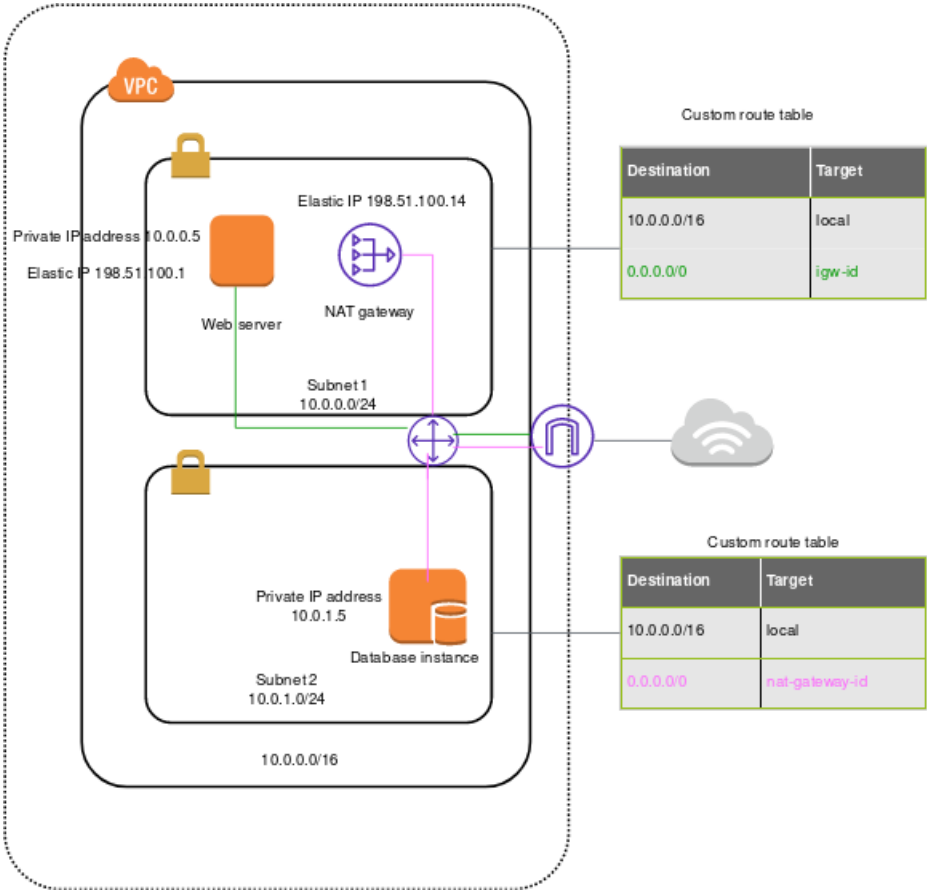 VPC
Elastic IP 198.51.100.14
Private IP address 10.0.0.5
Elastic IP 198.51.100.1
Web server
NAT gateway
Subnet 1
10.0.0.0/24
Private IP address
10.0.1.5
Database instance
Subnet 2
10.0.1.0/24
10.0.0.0/16
Custom route table
Destination Target
10.0.0.0/16 local
0.0.0.0/0 igw-id
Custom route table
Destination Target
10.0.0.0/16 local
0.0.0.0/0 nat-gateway-id